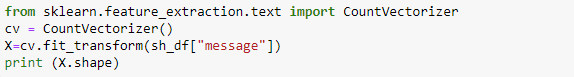 from sklearn.feature_extraction.text import CountVectorizer
cv = CountVectorizer()
X=cv.fit_transform(sh_df["message"])
print (X.shape)